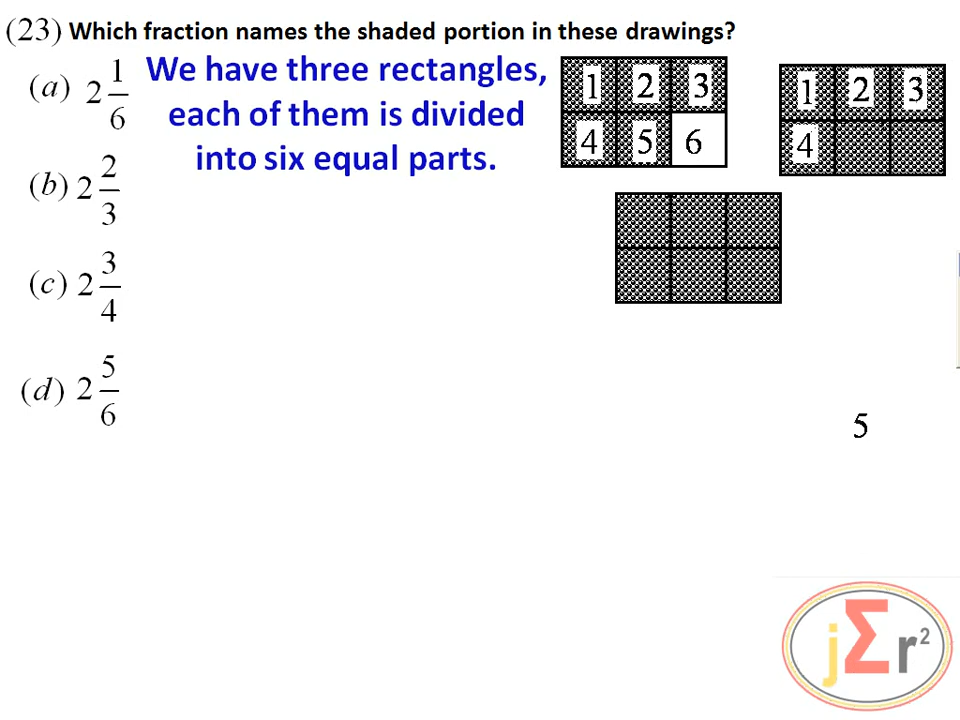 (23) Which fraction names the shaded portion in these drawings?
(a) 2 1/6
We have three rectangles,
each of them is divided
into six equal parts.
(b) 2 2/3
(c) 2 3/4
(d) 2 5/6
1 2 3
4 5 6
1 2 3
4
5
jΣr²